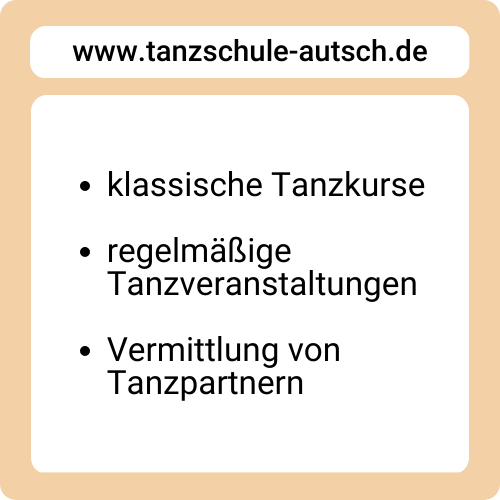 www.tanzschule-autsch.de
• klassische Tanzkurse
• regelmäßige
Tanzveranstaltungen
• Vermittlung von
Tanzpartnern